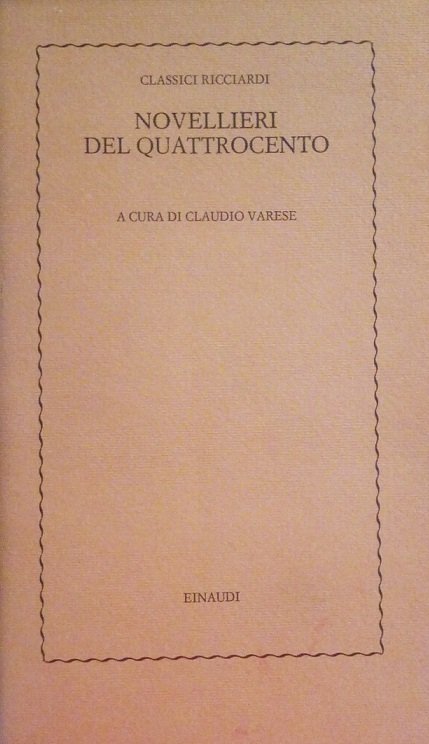 CLASSICI RICCIARDI
NOVELLIERI
DEL QUATTROCENTO
A CURA DI CLAUDIO VARESE
EINAUDI